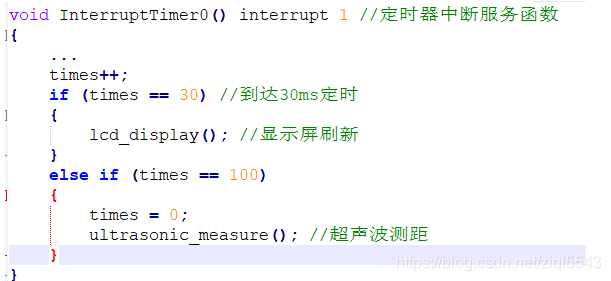 void InterruptTimer0() interrupt 1 //定时器中断服务函数
{
    ...
    times++;
    if (times == 30) //到达30ms定时
    {
        lcd_display(); //显示屏刷新
    }
    else if (times == 100)
    {
        times = 0;
        ultrasonic_measure(); //超声波测距
    }
}
https://blog.csdn.net/ziqi5543